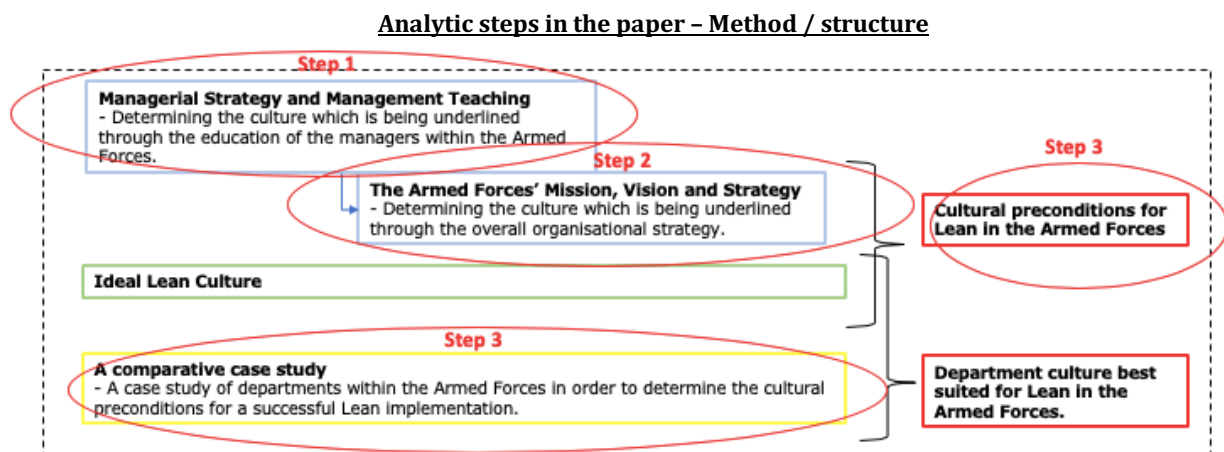 Analytic steps in the paper – Method / structure
Step 1
Managerial Strategy and Management Teaching
- Determining the culture which is being underlined
through the education of the managers within the Armed
Forces.
Step 2
The Armed Forces' Mission, Vision and Strategy
- Determining the culture which is being underlined
through the overall organisational strategy.
Step 3
Cultural preconditions for
Lean in the Armed Forces
Ideal Lean Culture
Step 3
A comparative case study
- A case study of departments within the Armed Forces in order to determine the cultural
preconditions for a successful Lean implementation.
Department culture best
suited for Lean in the
Armed Forces.